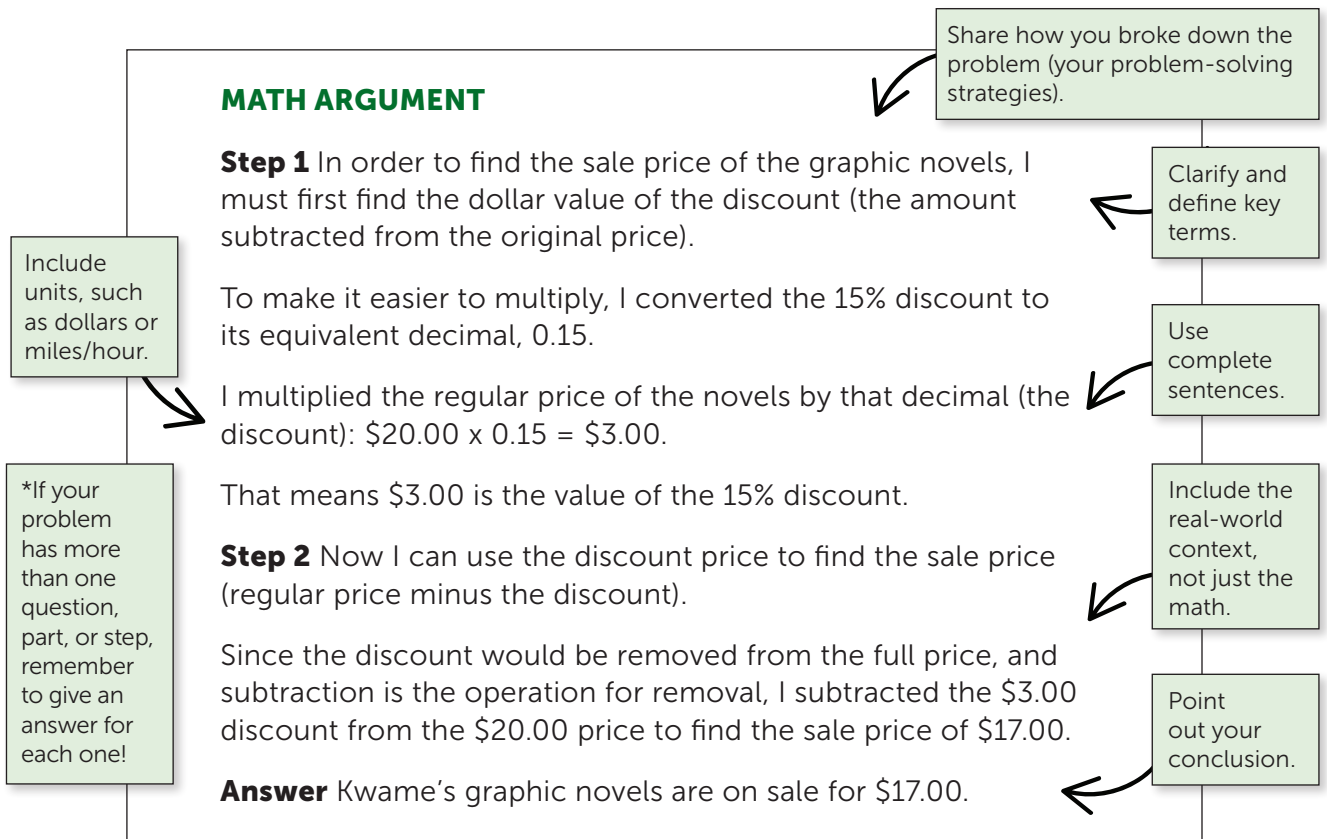 Share how you broke down the
problem (your problem-solving
strategies).
MATH ARGUMENT
Step 1 In order to find the sale price of the graphic novels, I
must first find the dollar value of the discount (the amount
subtracted from the original price).
Clarify and
define key
terms.
Include
units, such
as dollars or
miles/hour.
To make it easier to multiply, I converted the 15% discount to
its equivalent decimal, 0.15.
Use
complete
sentences.
I multiplied the regular price of the novels by that decimal (the
discount): $20.00 x 0.15 = $3.00.
*If your
problem
has more
than one
question,
part, or step,
remember
to give an
answer for
each one!
That means $3.00 is the value of the 15% discount.
Include the
real-world
context,
not just the
math.
Step 2 Now I can use the discount price to find the sale price
(regular price minus the discount).
Since the discount would be removed from the full price, and
subtraction is the operation for removal, I subtracted the $3.00
discount from the $20.00 price to find the sale price of $17.00.
Point
out your
conclusion.
Answer Kwame's graphic novels are on sale for $17.00.